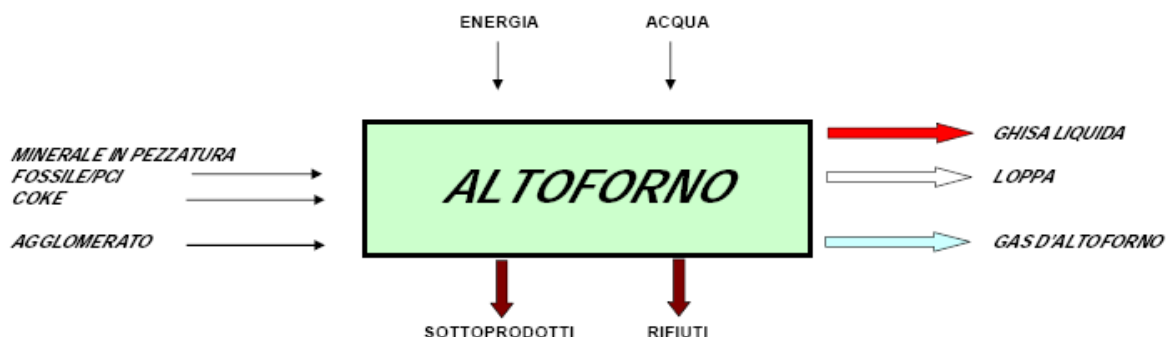 ENERGIA
ACQUA
MINERALE IN PEZZATURA
FOSSILE/PCI
COKE
AGGLOMERATO
ALTOFORNO
GHISA LIQUIDA
LOPPA
GAS D'ALTOFORNO
SOTTOPRODOTTI
RIFIUTI